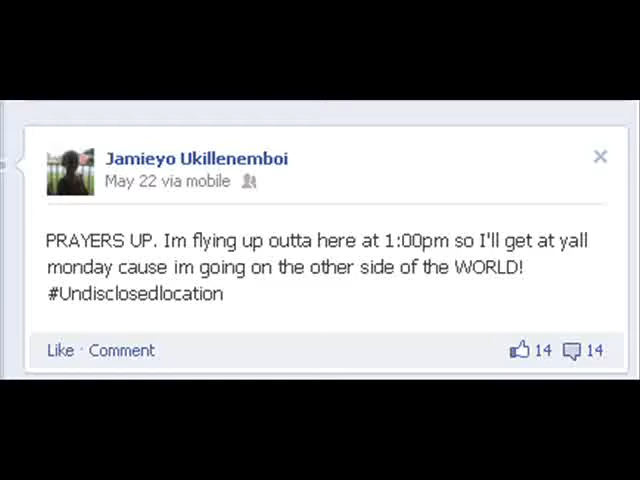 Jamieyo Ukillenemboi
May 22 via mobile
PRAYERS UP. Im flying up outta here at 1:00pm so I'll get at yall
monday cause im going on the other side of the WORLD!
#Undisclosedlocation
Like · Comment 14 14